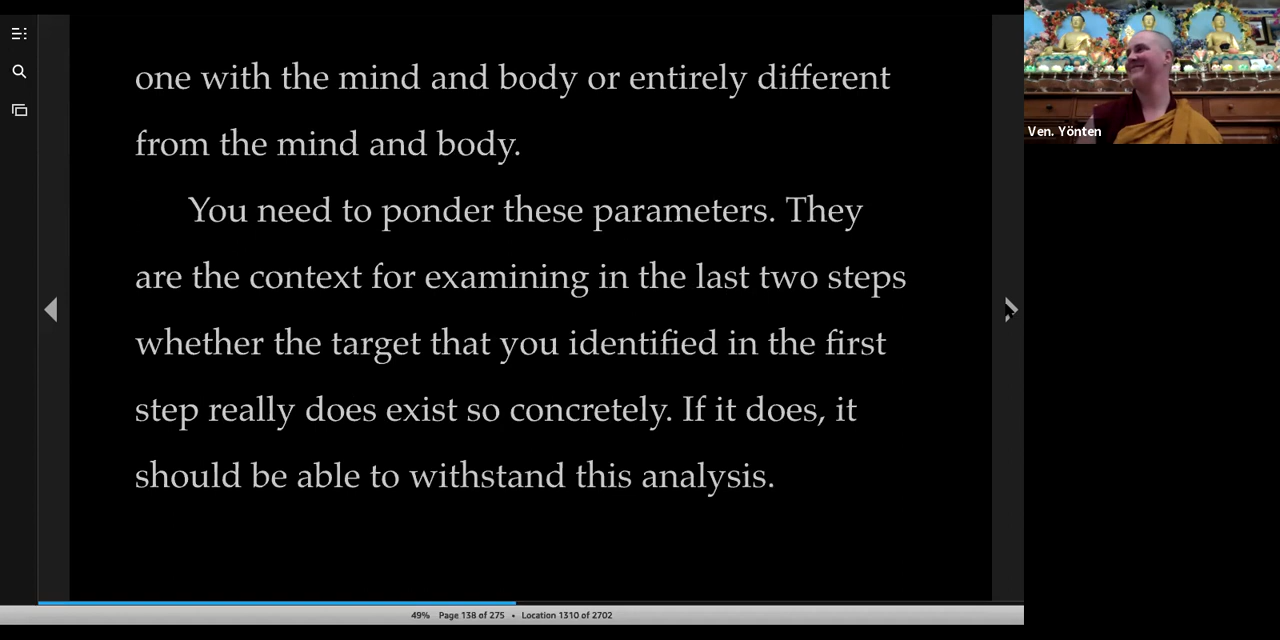 one with the mind and body or entirely different
from the mind and body.
You need to ponder these parameters. They
are the context for examining in the last two steps
whether the target that you identified in the first
step really does exist so concretely. If it does, it
should be able to withstand this analysis.
49% Page 138 of 275 • Location 1310 of 2702
Ven. Yönten